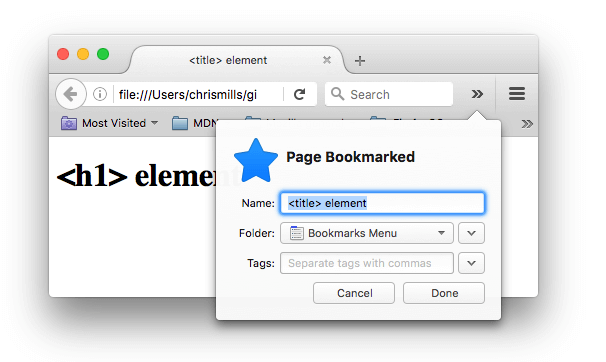 <title> element
file:///Users/chrismills/gi
Search
Most Visited
MDN
<h1> element
Page Bookmarked
Name: <title> element
Folder: Bookmarks Menu
Tags: Separate tags with commas
Cancel Done